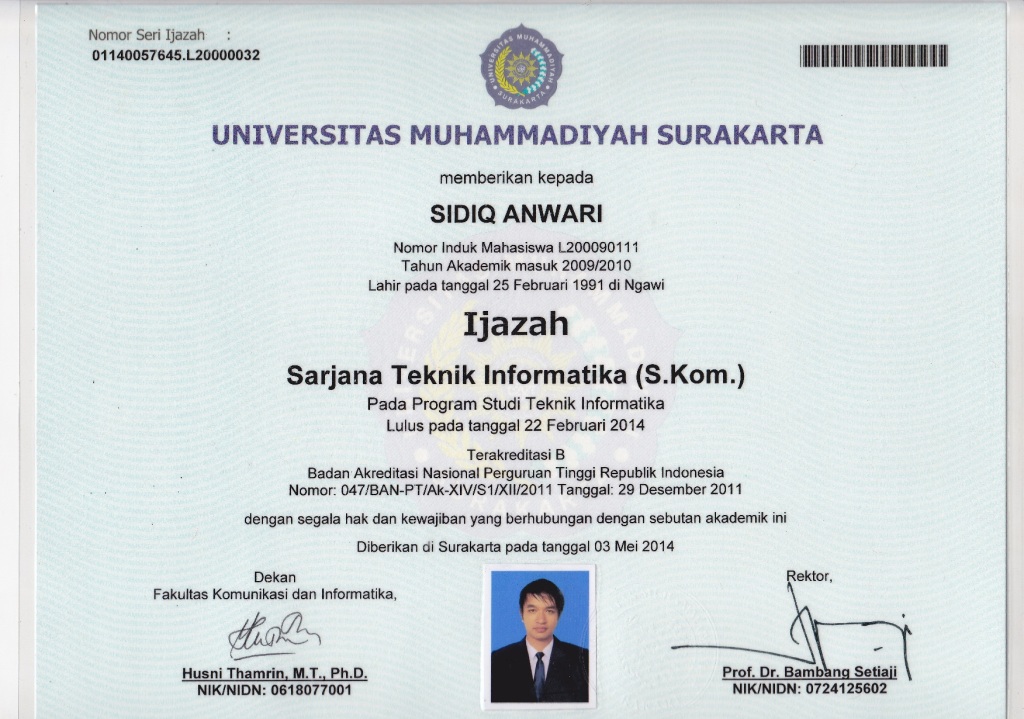 Nomor Seri Ijazah :
01140057645.L20000032
UNIVERSITAS MUHAMMADIYAH
SURAKARTA
UNIVERSITAS MUHAMMADIYAH SURAKARTA
memberikan kepada
SIDIQ ANWARI
Nomor Induk Mahasiswa L200090111
Tahun Akademik masuk 2009/2010
Lahir pada tanggal 25 Februari 1991 di Ngawi
Ijazah
Sarjana Teknik Informatika (S.Kom.)
Pada Program Studi Teknik Informatika
Lulus pada tanggal 22 Februari 2014
Terakreditasi B
Badan Akreditasi Nasional Perguruan Tinggi Republik Indonesia
Nomor: 047/BAN-PT/Ak-XIV/S1/XII/2011 Tanggal: 29 Desember 2011
dengan segala hak dan kewajiban yang berhubungan dengan sebutan akademik ini
Diberikan di Surakarta pada tanggal 03 Mei 2014
Dekan
Fakultas Komunikasi dan Informatika,
Husni Thamrin, M.T., Ph.D.
NIK/NIDN: 0618077001
Rektor,
Prof. Dr. Bambang Setiaji
NIK/NIDN: 0724125602